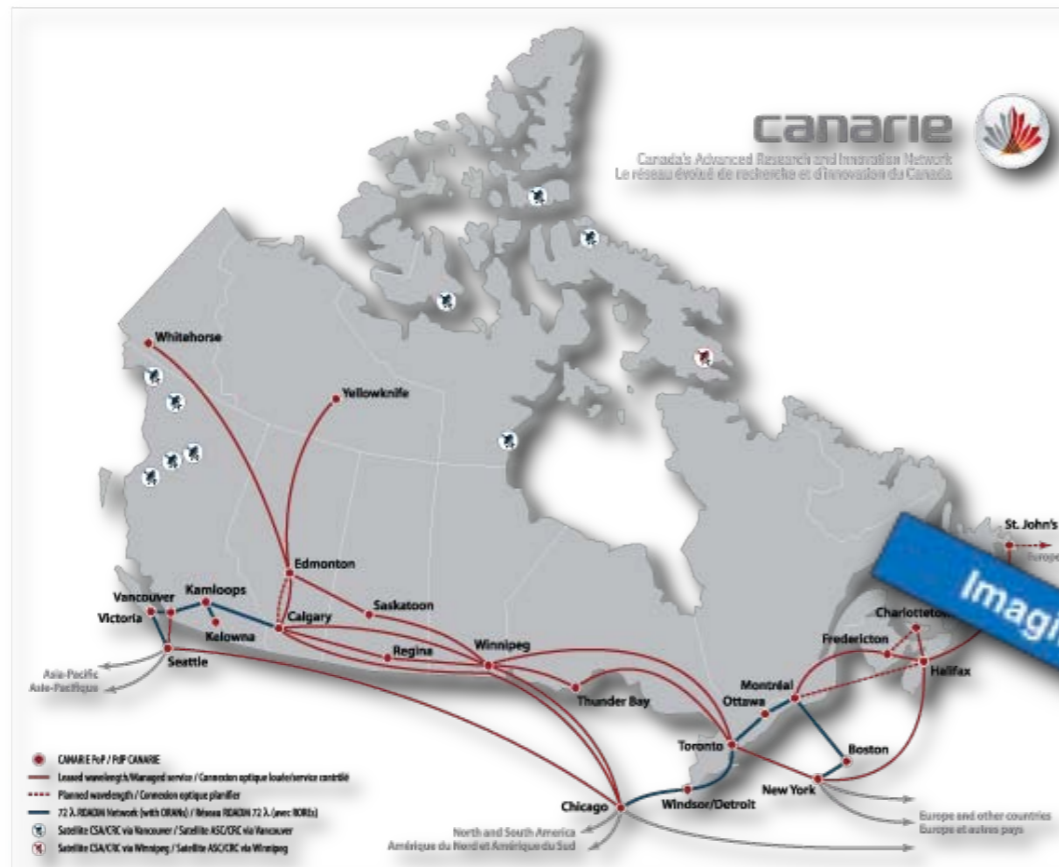 canarie
Canada's Advanced Research and Innovation Network
Le réseau évolué de recherche et d'innovation du Canada
Whitehorse
Yellowknife
St. John's
Europe
Edmonton
Imagi
Vancouver
Kamloops
Saskatoon
Victoria
Calgary
Charlotteto
Kelowna
Winnipeg
Fredericton
Regina
Seattle
Halifax
Asia-Pacific
Asie-Pacifique
Montréal
Thunder Bay
Ottawa
Toronto
Boston
CANARIE PoP / PdP CANARIE
Leased wavelength/Managed service / Connexion optique louée/service contrôlé
New York
Planned wavelength / Connexion optique planifier
Windsor/Detroit
Chicago
72 λ ROADM Network (with ORANs) / Réseau ROADM 72 λ (avec RORÉs)
Europe and other countries
Europe et autres pays
Satellite CSA/CRC via Vancouver / Satellite ASC/CRC via Vancouver
North and South America
Amérique du Nord et Amérique du Sud
Satellite CSA/CRC via Winnipeg / Satellite ASC/CRC via Winnipeg